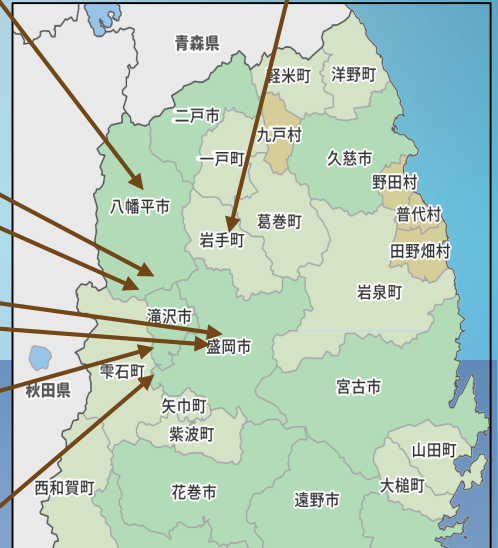 青森県
軽米町
洋野町
二戸市
九戸村
一戸町
久慈市
野田村
八幡平市
普代村
葛巻町
岩手町
田野畑村
岩泉町
滝沢市
盛岡市
雫石町
秋田県
宮古市
矢巾町
紫波町
山田町
大槌町
西和賀町
花巻市
遠野市